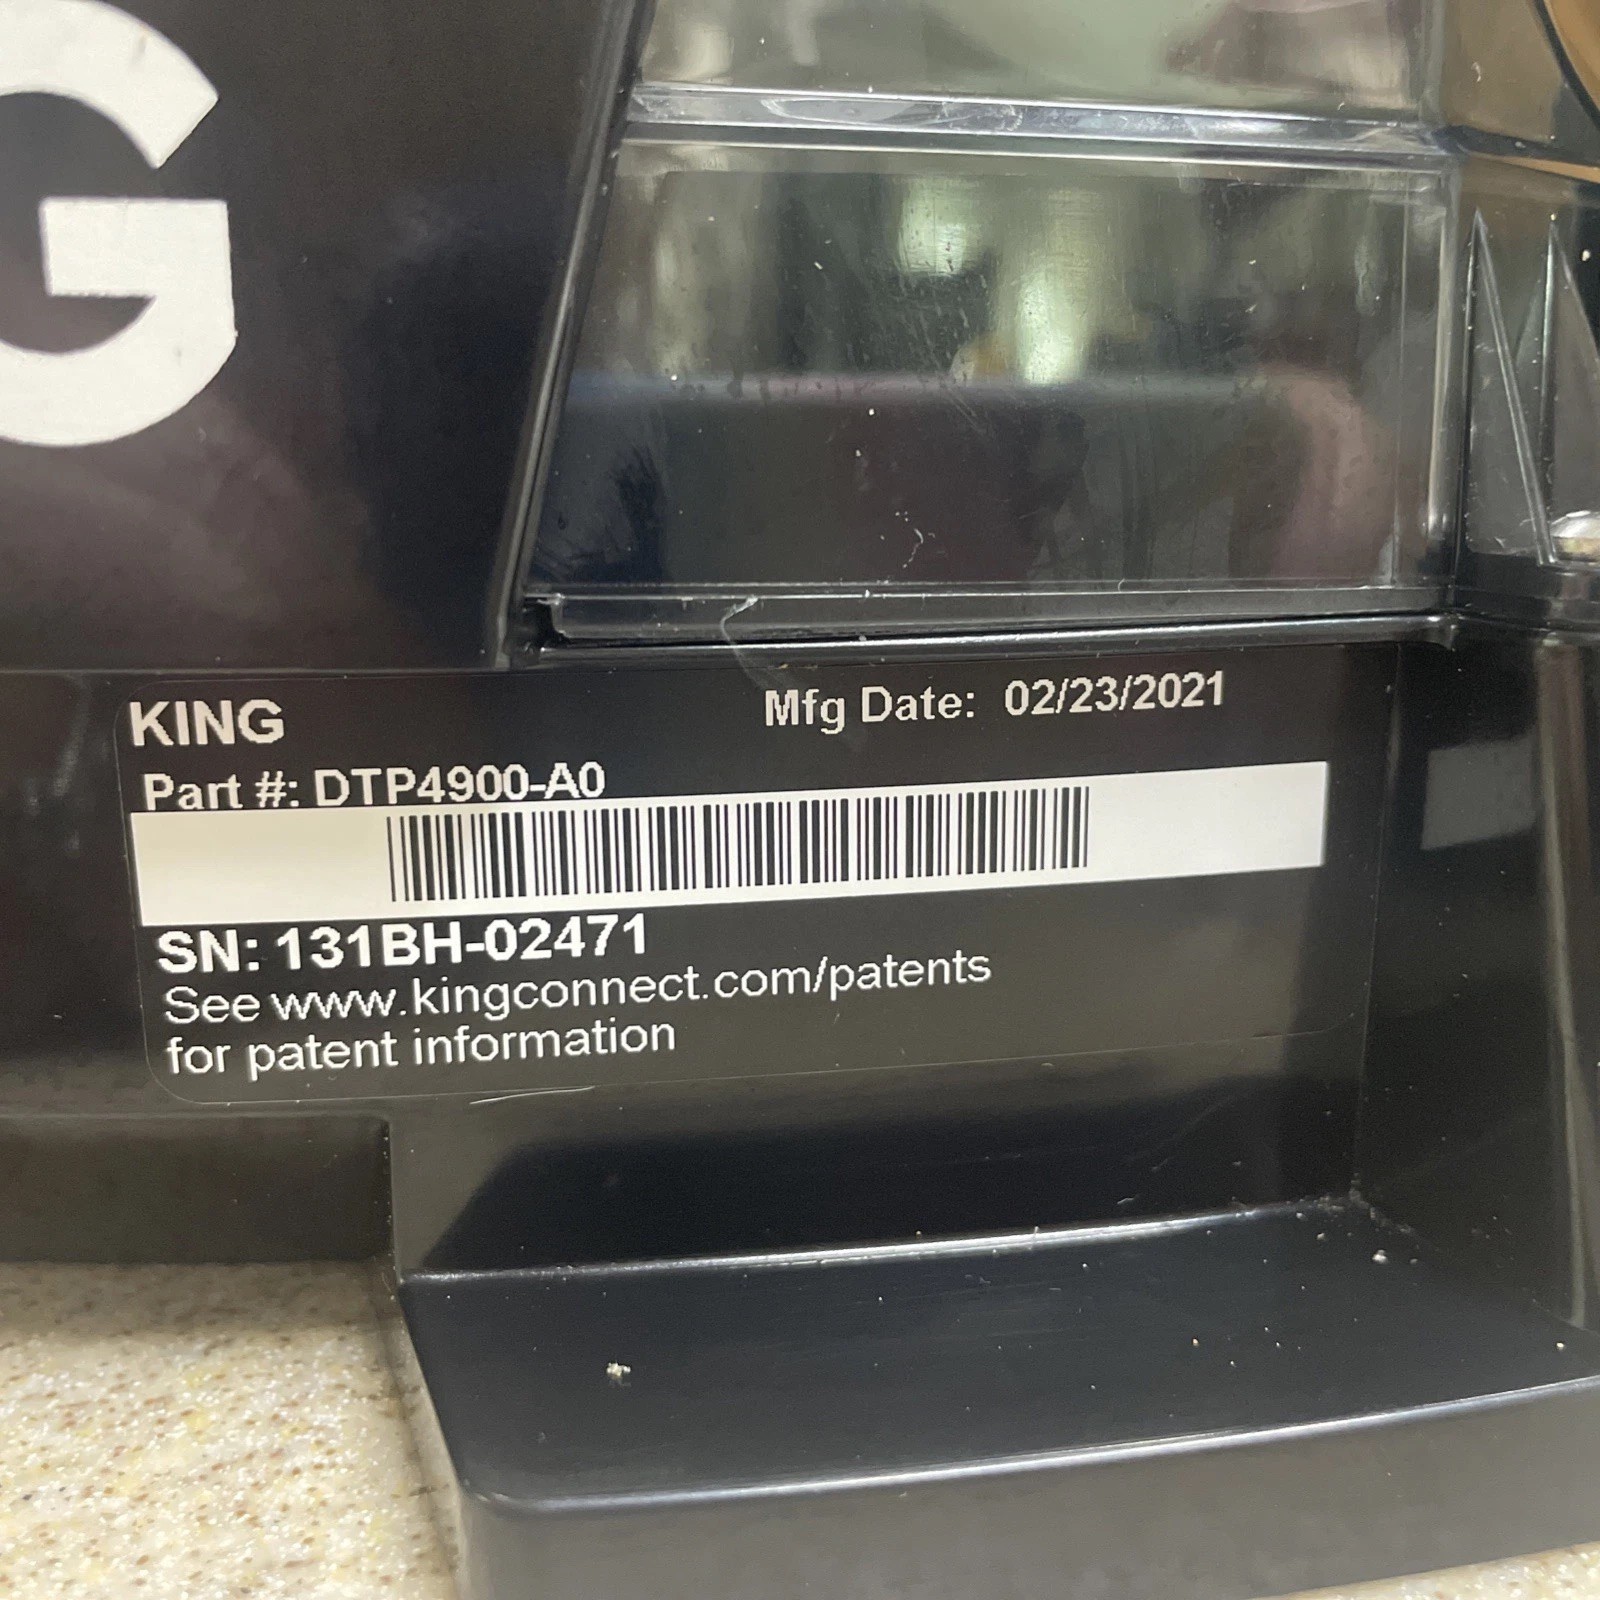 G
KING
Mfg Date: 02/23/2021
Part #: DTP4900-A0
SN: 131BH-02471
See www.kingconnect.com/patents
for patent information